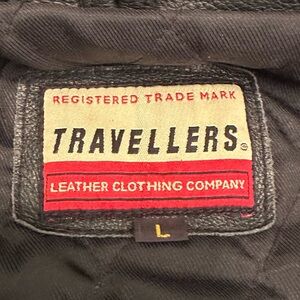 REGISTERED TRADE MARK
TRAVELLERS®
LEATHER CLOTHING COMPANY
L